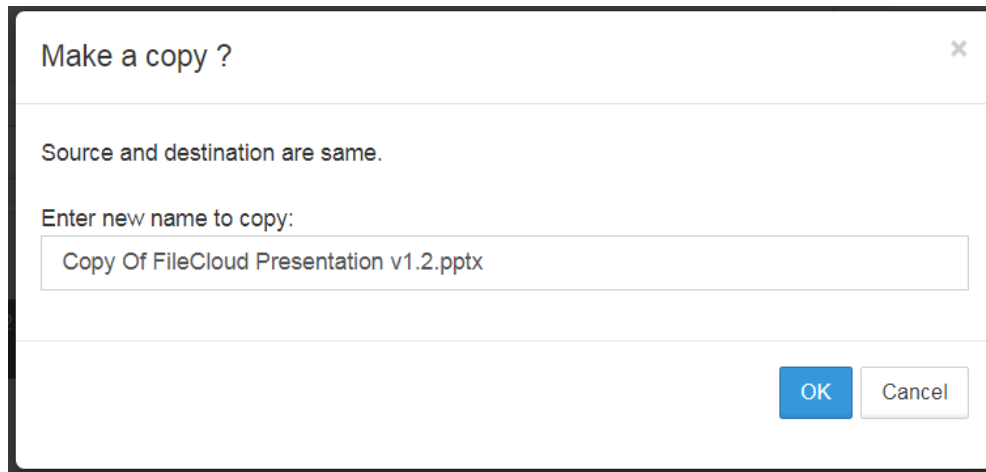 Make a copy ?
×
Source and destination are same.
Enter new name to copy:
Copy Of FileCloud Presentation v1.2.pptx
OK
Cancel